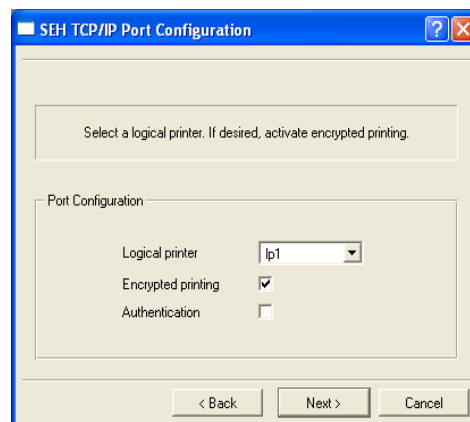 SEH TCP/IP Port Configuration
Select a logical printer. If desired, activate encrypted printing.
Port Configuration
Logical printer lp1
Encrypted printing
Authentication
< Back Next > Cancel